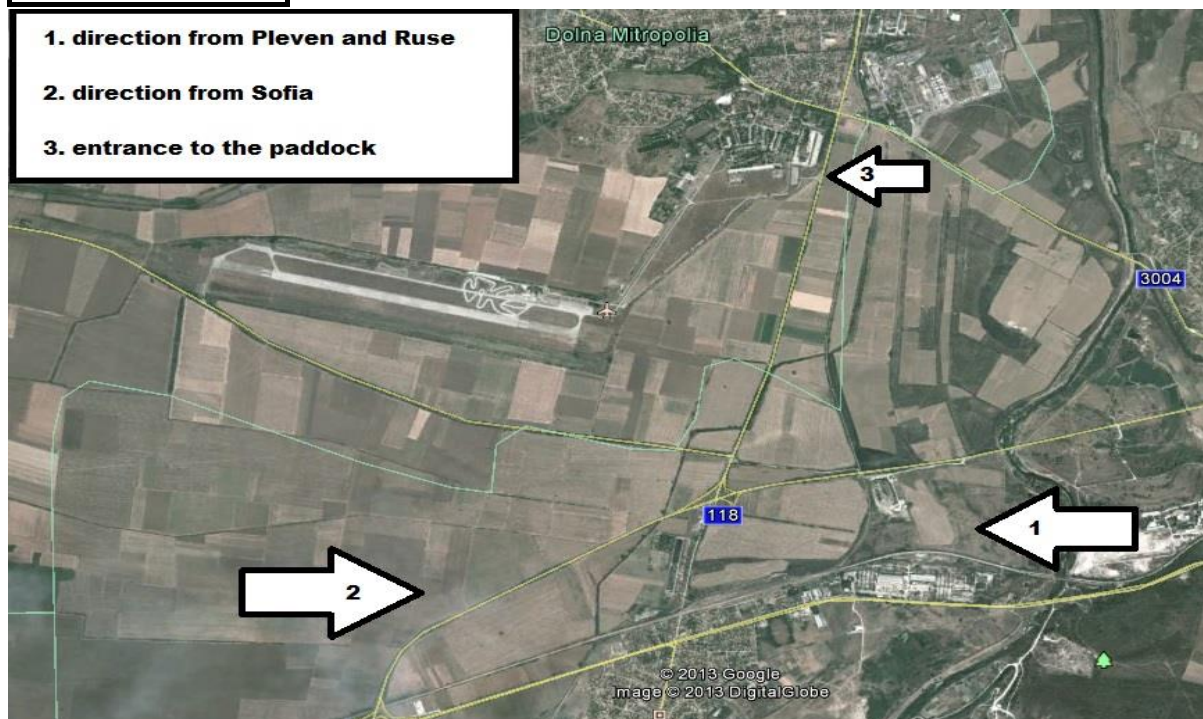 1. direction from Pleven and Ruse
2. direction from Sofia
3. entrance to the paddock
Dolna Mitropolia
3
3004
118
1
2
© 2013 Google
Image © 2013 DigitalGlobe